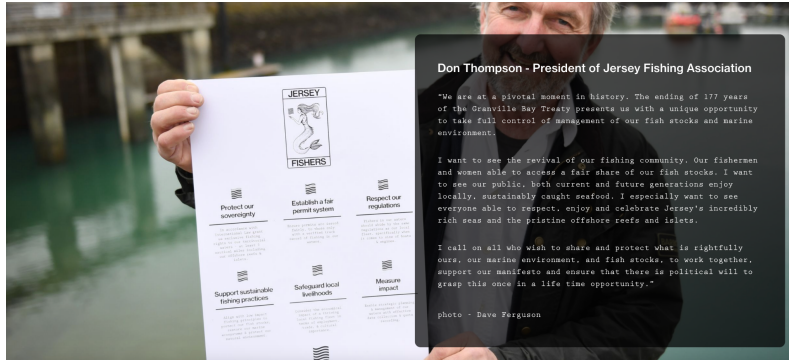 JERSEY
FISHERS
Protect our
sovereignty
Establish a fair
permit system
Respect our
regulations
Support sustainable
fishing practices
Safeguard local
livelihoods
Measure
impact
Don Thompson - President of Jersey Fishing Association
"We are at a pivotal moment in history. The ending of 177 years
of the Granville Bay Treaty presents us with a unique opportunity
to take full control of management of our fish stocks and marine
environment.
I want to see the revival of our fishing community. Our fishermen
and women able to access a fair share of our fish stocks. I want
to see our public, both current and future generations enjoy
locally, sustainably caught seafood. I especially want to see
everyone able to respect, enjoy and celebrate Jersey's incredibly
rich seas and the pristine offshore reefs and islets.
I call on all who wish to share and protect what is rightfully
ours, our marine environment, and fish stocks, to work together,
support our manifesto and ensure that there is political will to
grasp this once in a life time opportunity."
photo - Dave Ferguson